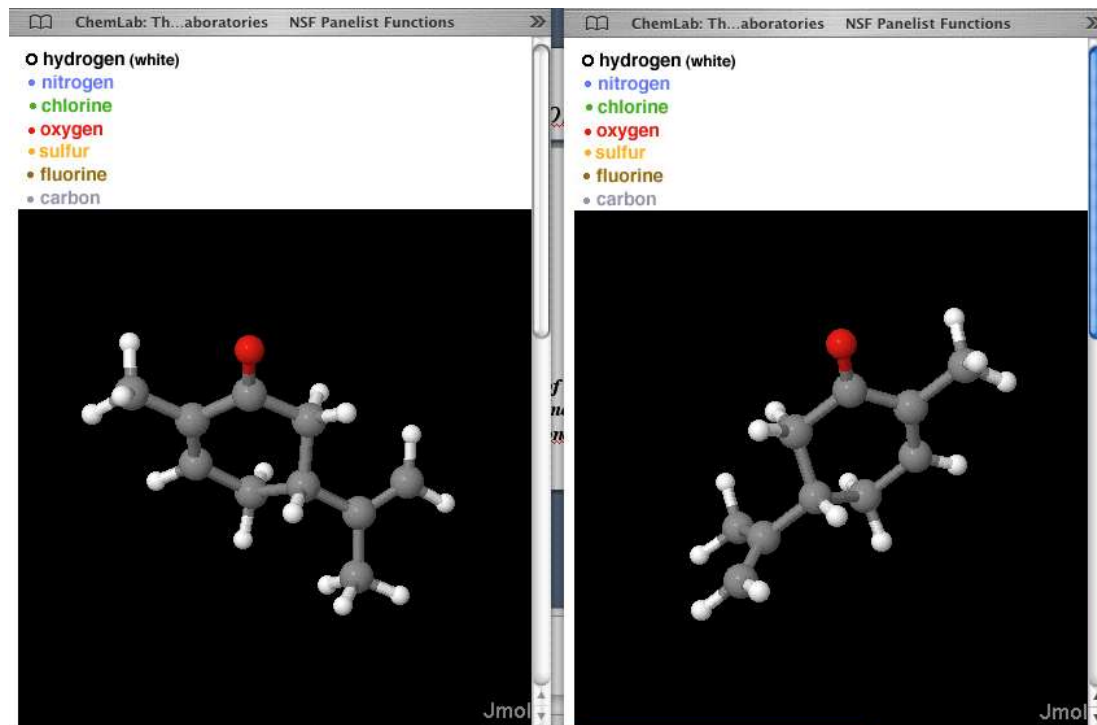 ChemLab: Th...aboratories NSF Panelist Functions »
hydrogen (white)
nitrogen
chlorine
oxygen
sulfur
fluorine
carbon
Jmol
ChemLab: Th...aboratories NSF Panelist Functions »
hydrogen (white)
nitrogen
chlorine
oxygen
sulfur
fluorine
carbon
Jmol